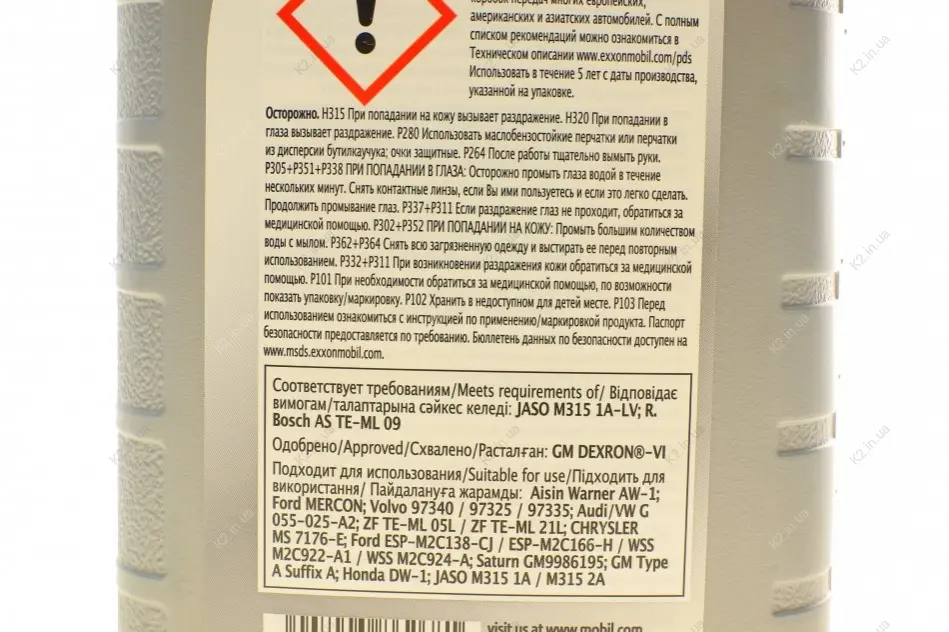 коробок передач многих европейских,
американских и азиатских автомобилей. С полным
списком рекомендаций можно ознакомиться в
Техническом описании www.exxonmobil.com/pds
Использовать в течение 5 лет с даты производства,
указанной на упаковке.
Осторожно. H315 При попадании на кожу вызывает раздражение. H320 При попадании в
глаза вызывает раздражение. P280 Использовать маслобензостойкие перчатки или перчатки
из дисперсии бутилкаучука; очки защитные. P264 После работы тщательно вымыть руки.
P305+P351+P338 ПРИ ПОПАДАНИИ В ГЛАЗА: Осторожно промыть глаза водой в течение
нескольких минут. Снять контактные линзы, если Вы ими пользуетесь и если это легко сделать.
Продолжить промывание глаз. P337+P311 Если раздражение глаз не проходит, обратиться за
медицинской помощью. P302+P352 ПРИ ПОПАДАНИИ НА КОЖУ: Промыть большим количеством
воды с мылом. P362+P364 Снять всю загрязненную одежду и выстирать ее перед повторным
использованием. P332+P311 При возникновении раздражения кожи обратиться за медицинской
помощью. P101 При необходимости обратиться за медицинской помощью, по возможности
показать упаковку/маркировку. P102 Хранить в недоступном для детей месте. P103 Перед
использованием ознакомиться с инструкцией по применению/маркировкой продукта. Паспорт
безопасности предоставляется по требованию. Бюллетень данных по безопасности доступен на
www.msds.exxonmobil.com.
Соответствует требованиям/Meets requirements of/ Відповідає
вимогам/талаптарына сәйкес келеді: JASO M315 1A-LV; R.
Bosch AS TE-ML 09
Одобрено/Approved/Схвалено/Расталған: GM DEXRON®-VI
Подходит для использования/Suitable for use/Підходить для
використання/ Пайдалануға жарамды: Aisin Warner AW-1;
Ford MERCON; Volvo 97340 / 97325 / 97335; Audi/VW G
055-025-A2; ZF TE-ML 05L / ZF TE-ML 21L; CHRYSLER
MS 7176-E; Ford ESP-M2C138-CJ / ESP-M2C166-H / WSS
M2C922-A1 / WSS M2C924-A; Saturn GM9986195; GM Type
A Suffix A; Honda DW-1; JASO M315 1A / M315 2A
visit us at www.mobil.com
K2.in.ua